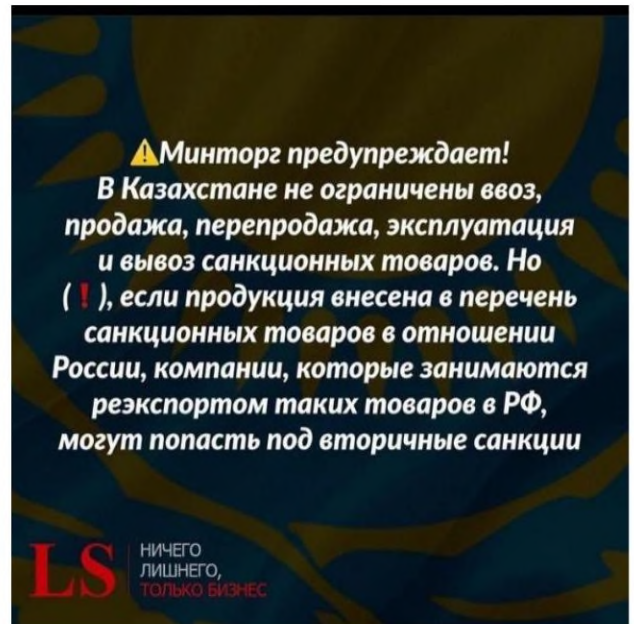 ⚠️Минторг предупреждает!
В Казахстане не ограничены ввоз,
продажа, перепродажа, эксплуатация
и вывоз санкционных товаров. Но
(❗), если продукция внесена в перечень
санкционных товаров в отношении
России, компании, которые занимаются
реэкспортом таких товаров в РФ,
могут попасть под вторичные санкции
LS
НИЧЕГО
ЛИШНЕГО,
ТОЛЬКО БИЗНЕС